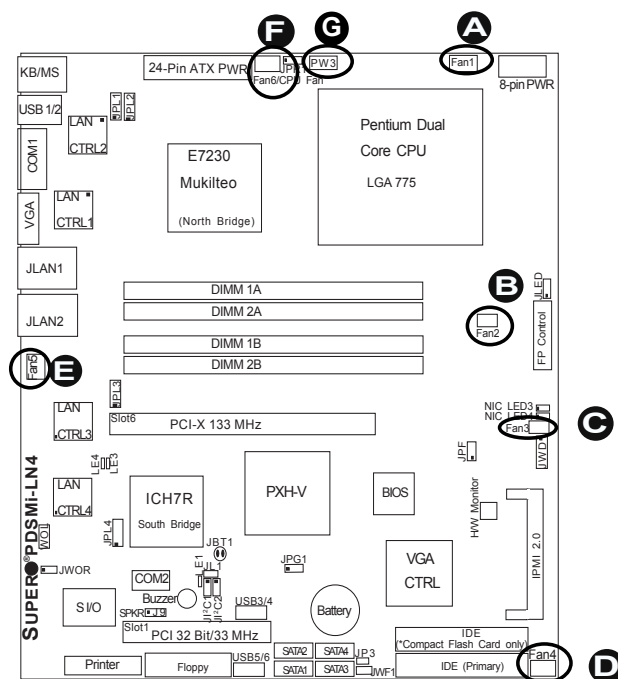 F
G
A
KB/MS
24-Pin ATX PWR
JPI
PW3
Fan1
Fan6/CPU Fan
8-pin PWR
USB 1/2
JPL1
JPL2
LAN
CTRL2
COM1
E7230
Mukilteo
(North Bridge)
Pentium Dual
Core CPU
LGA 775
VGA
LAN
CTRL1
JLAN1
B
JLED
DIMM 1A
DIMM 2A
JLAN2
Fan2
FP Control
DIMM 1B
DIMM 2B
Fan5
E
JPL3
Slot6
PCI-X 133 MHz
NIC LED3
NIC LED4
Fan3
C
LAN
CTRL3
JPF
JWD
LE4
LE3
LAN
CTRL4
ICH7R
South Bridge
PXH-V
BIOS
H/W Monitor
IPMI 2.0
WOL
JPL4
JBT1
VGA
CTRL
SUPER®PDSMi-LN4
JWOR
LE1
JL1
JPG1
COM2
Buzzer
S I/O
JI²C1
JI²C2
USB3/4
Battery
SPKR
J9
Slot1
PCI 32 Bit/33 MHz
IDE
(*Compact Flash Card only)
SATA2
SATA4
JP3
Fan4
D
Printer
Floppy
USB5/6
SATA1
SATA3
JWF1
IDE (Primary)